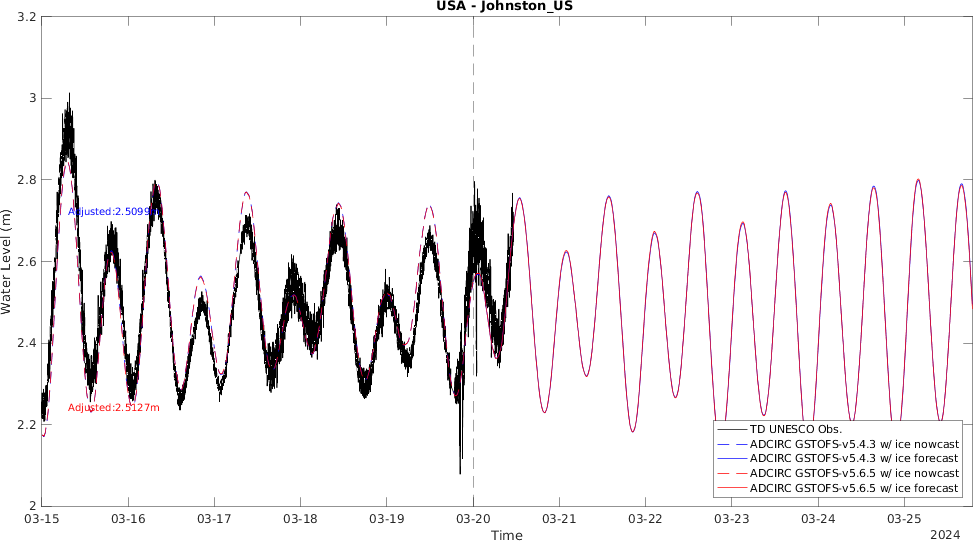 USA - Johnston_US
Water Level (m)
3.2
3
2.8
2.6
2.4
2.2
2
Adjusted:2.5099m
Adjusted:2.5127m
TD UNESCO Obs.
ADCIRC GSTOFS-v5.4.3 w/ ice nowcast
ADCIRC GSTOFS-v5.4.3 w/ ice forecast
ADCIRC GSTOFS-v5.6.5 w/ ice nowcast
ADCIRC GSTOFS-v5.6.5 w/ ice forecast
03-15 03-16 03-17 03-18 03-19 03-20 03-21 03-22 03-23 03-24 03-25
Time
2024